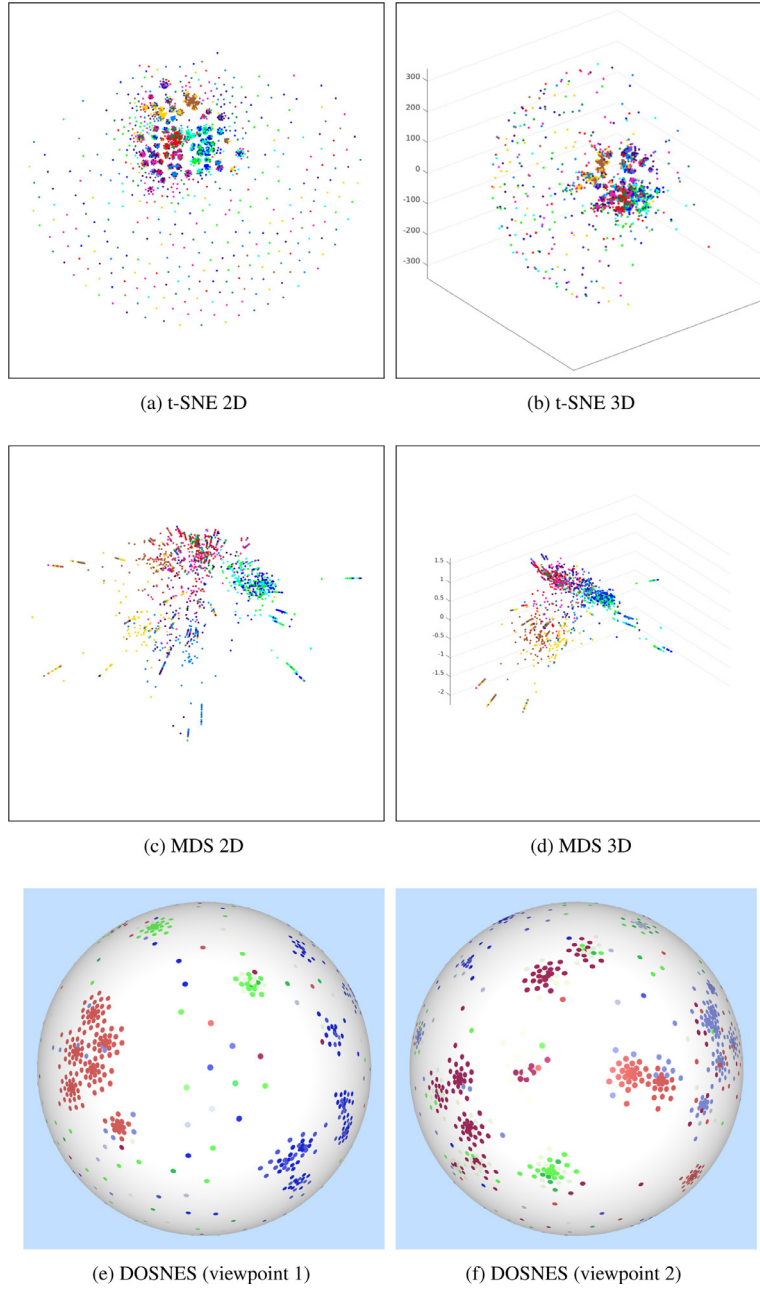 300
200
100
0
-100
-200
-300
(a) t-SNE 2D
(b) t-SNE 3D
1.5
1
0.5
0
-0.5
-1
-1.5
-2
(c) MDS 2D
(d) MDS 3D
(e) DOSNES (viewpoint 1)
(f) DOSNES (viewpoint 2)